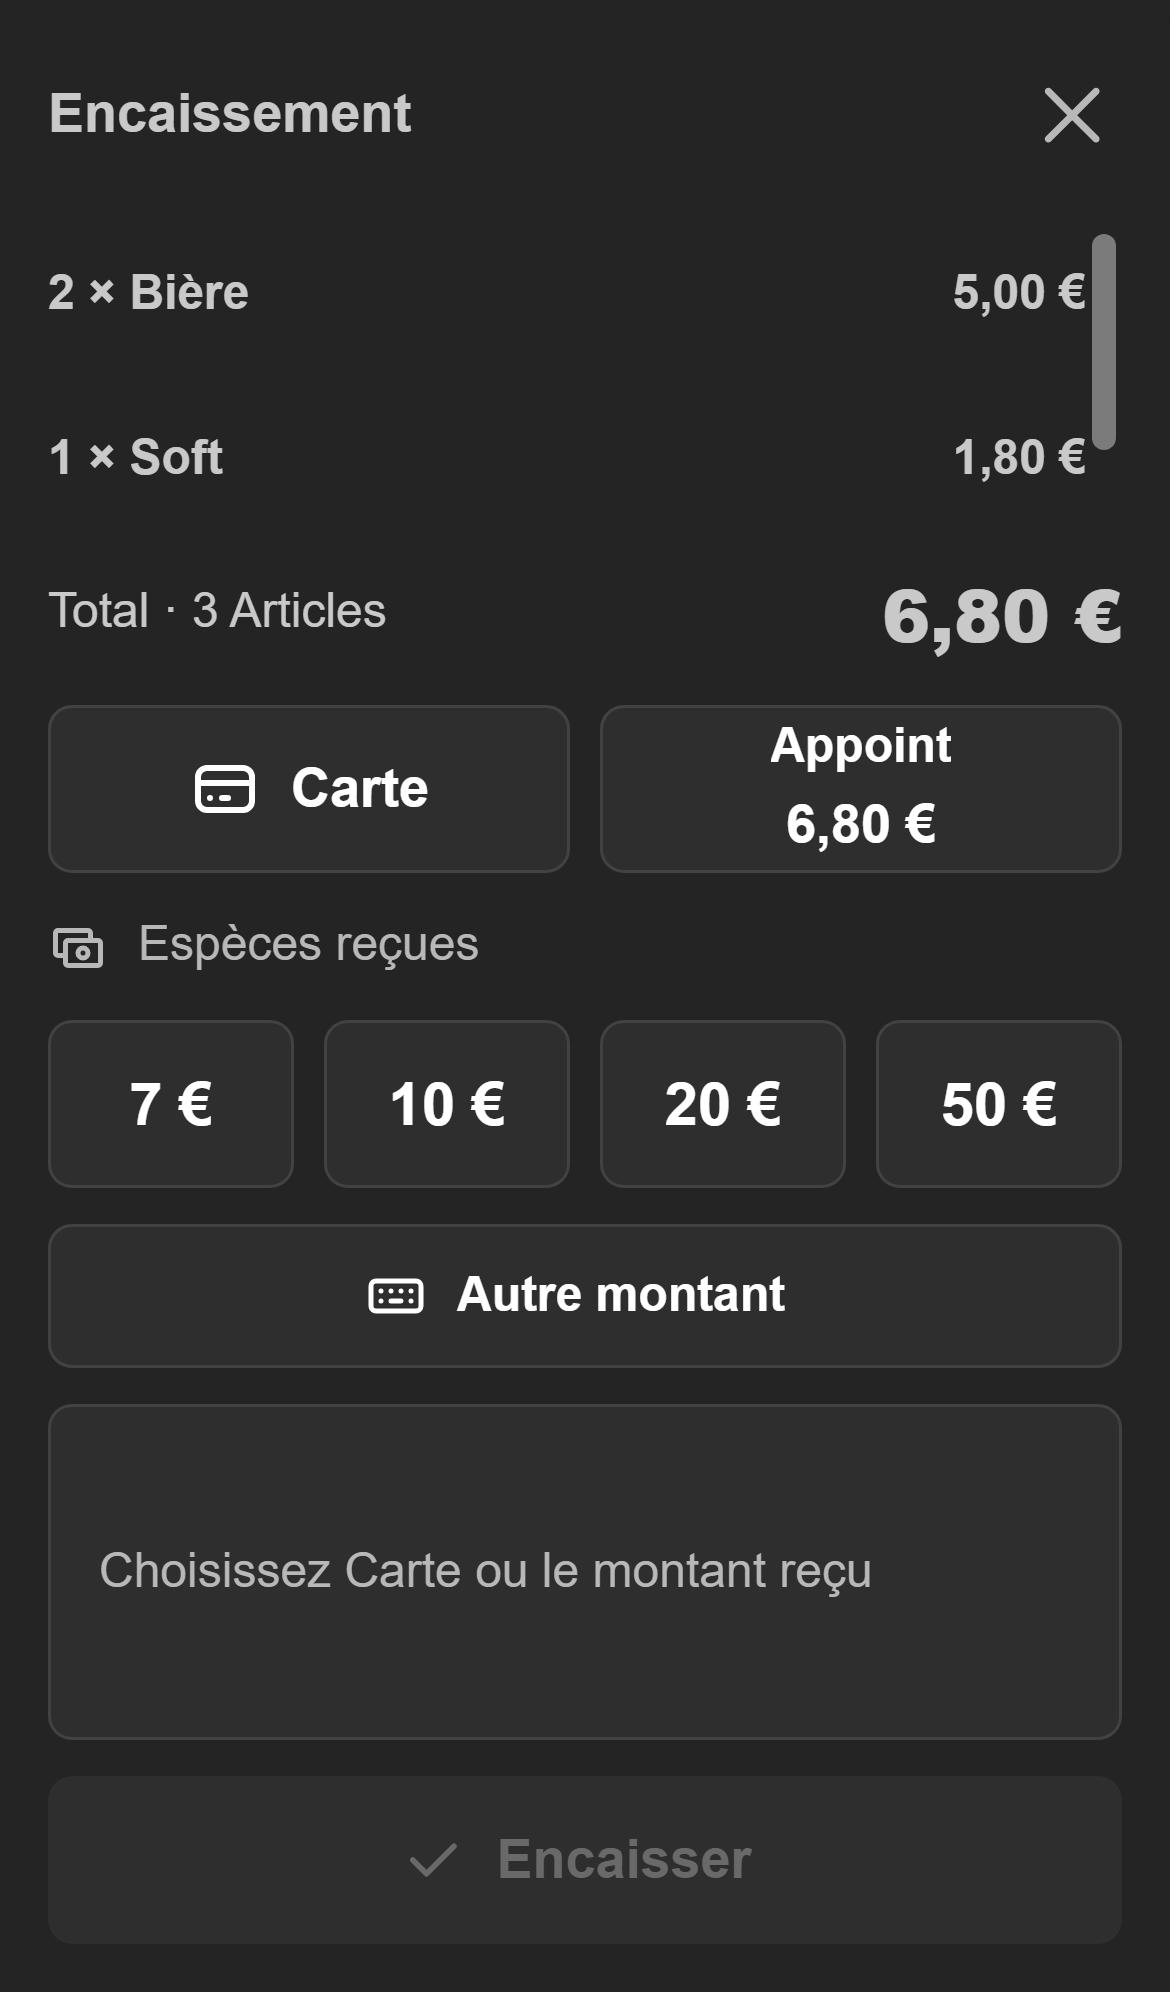 Encaissement
2 × Bière 5,00 €
1 × Soft 1,80 €
Total · 3 Articles 6,80 €
Carte
Appoint
6,80 €
Espèces reçues
7 € 10 € 20 € 50 €
Autre montant
Choisissez Carte ou le montant reçu
Encaisser